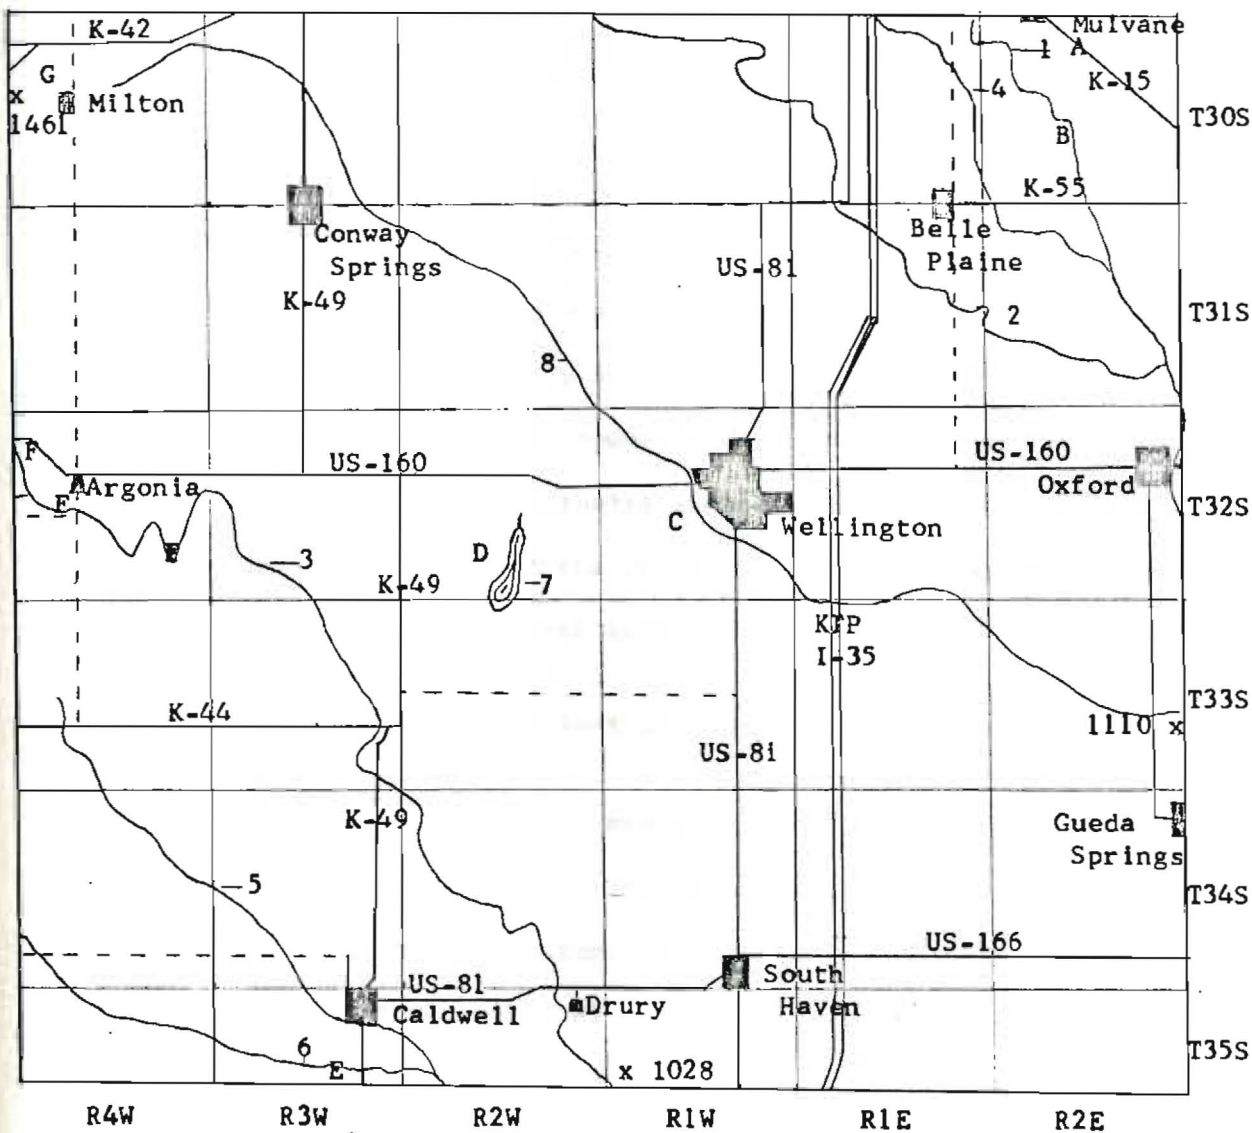 K-42
Mulvane
G
1 A
K-15
x
Milton
4
1461
T30S
B
K-55
Conway
Springs
Belle
Plaine
US-81
K-49
2
T31S
8
F
US-160
US-160
Argonia
Oxford
F
T32S
C
Wellington
E
3
D
K-49
7
KTP
I-35
K-44
T33S
1110 x
US-81
K-49
Gueda
Springs
5
T34S
US-166
US-81
South
Haven
Caldwell
Drury
6
E
x 1028
T35S
R4W
R3W
R2W
R1W
R1E
R2E